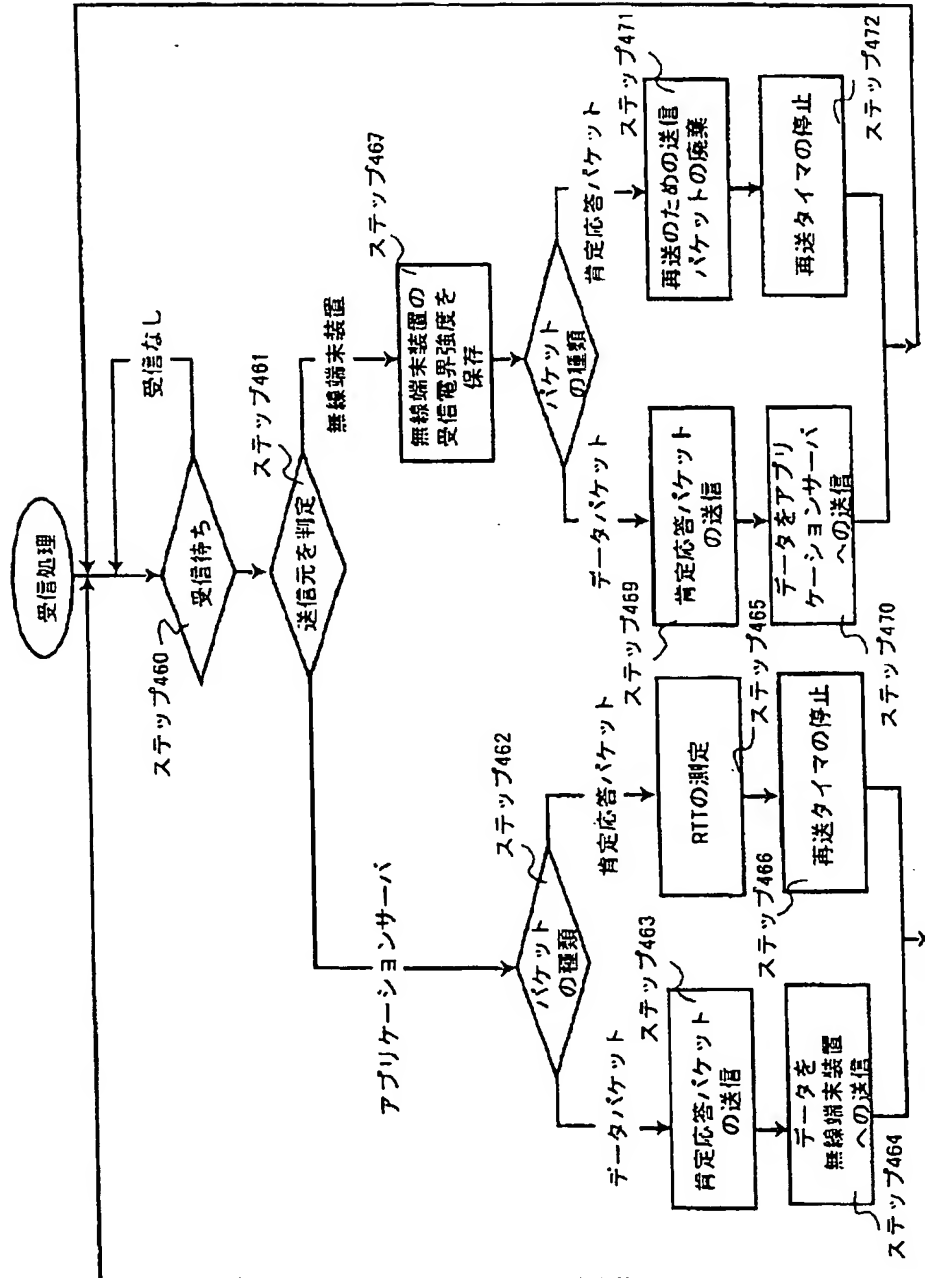 受信処理
受信なし
ステップ460
受信待ち
ステップ461
送信元を判定
アプリケーションサーバ
無線端末装置
ステップ462
パケット
の種類
データパケット
肯定応答パケット
ステップ463
肯定応答パケット
の送信
データを
無線端末装置
への送信
ステップ464
RTTの測定
ステップ465
ステップ466
再送タイマの停止
ステップ467
無線端末装置の
受信電界強度を
保存
パケット
の種類
データパケット
肯定応答パケット
ステップ469
肯定応答パケット
の送信
データをアプリ
ケーションサーバ
への送信
ステップ470
ステップ471
再送のための送信
パケットの廃棄
再送タイマの停止
ステップ472